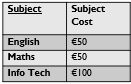 Subject Subject Cost
English €50
Maths €50
Info Tech €100